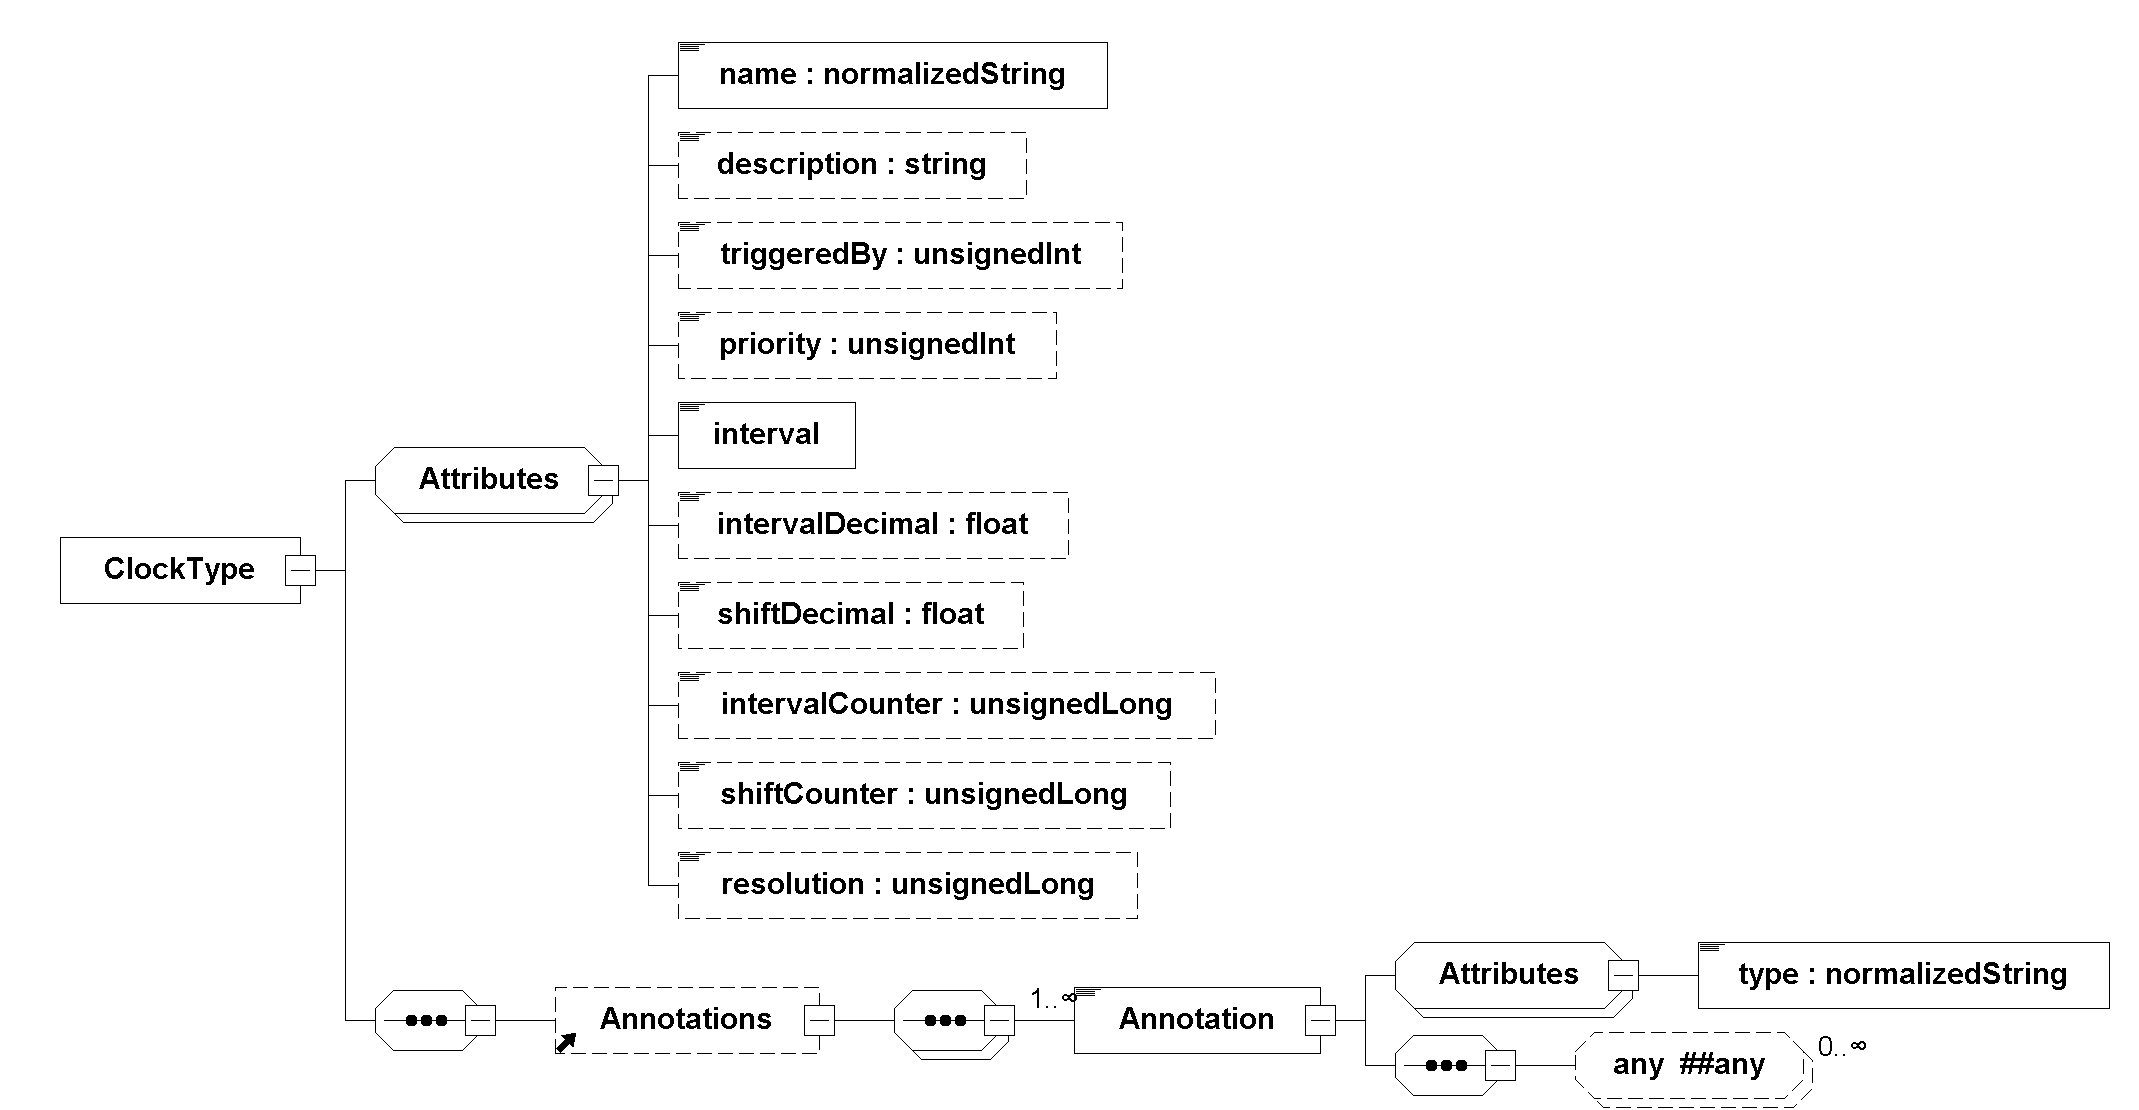 name : normalizedString
description : string
triggeredBy : unsignedInt
priority : unsignedInt
interval
Attributes
intervalDecimal : float
ClockType
shiftDecimal : float
intervalCounter : unsignedLong
shiftCounter : unsignedLong
resolution : unsignedLong
Attributes
type : normalizedString
Annotations
1..∞
Annotation
any ##any
0..∞